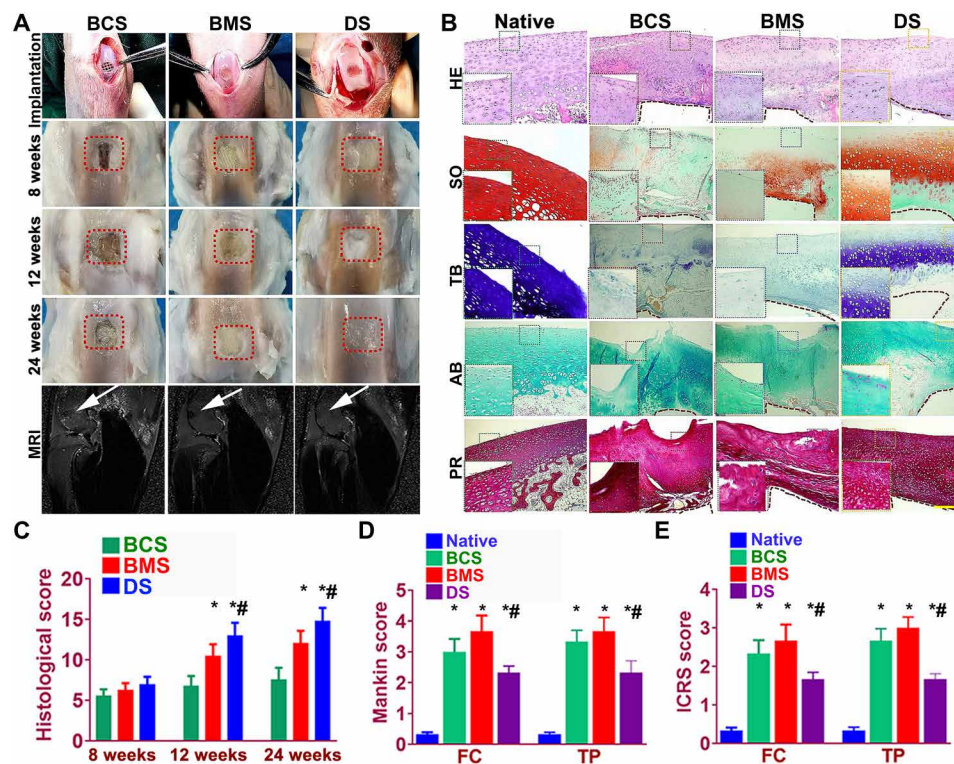 A
BCS
BMS
DS
Implantation
8 weeks
12 weeks
24 weeks
MRI
B
Native
BCS
BMS
DS
HE
SO
TB
AB
PR
C
BCS
BMS
DS
Histological score
20
15
10
5
0
* *# * *#
8 weeks 12 weeks 24 weeks
D
Native
BCS
BMS
DS
Mankin score
5
4
3
2
1
0
* * *# * * *#
FC TP
E
Native
BCS
BMS
DS
ICRS score
4
3
2
1
0
* * *# * * *#
FC TP